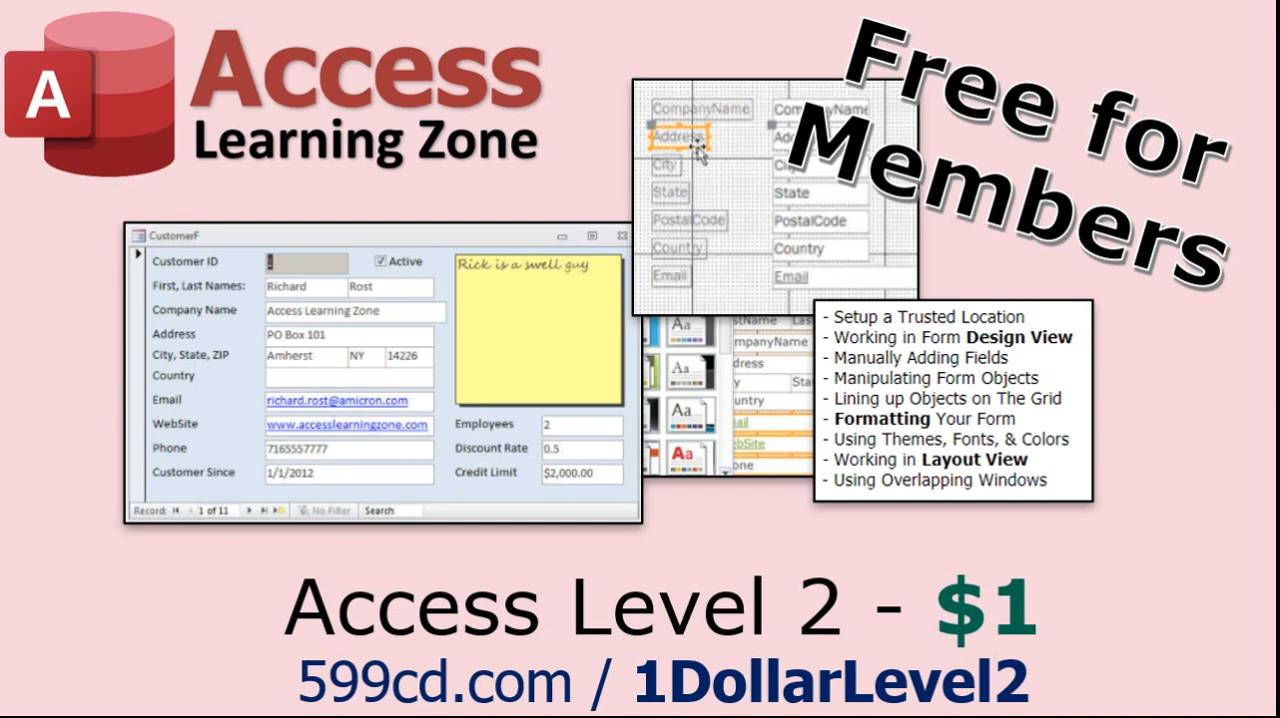 A
Access
Learning Zone
Free for
Members
CompanyName CompanyName
Address
City
State State
PostalCode PostalCode
Country Country
Email Email
CustomerF
Customer ID Active
First, Last Names: Richard Rost
Company Name Access Learning Zone
Address PO Box 101
City, State, ZIP Amherst NY 14226
Country
Email richard.rost@amicron.com
WebSite www.accesslearningzone.com
Phone 7165557777
Customer Since 1/1/2012
Rick is a swell guy
Employees 2
Discount Rate 0.5
Credit Limit $2,000.00
Record: 1 of 11 No Filter Search
Aa
Aa
Aa
Aa
- Setup a Trusted Location
- Working in Form Design View
- Manually Adding Fields
- Manipulating Form Objects
- Lining up Objects on The Grid
- Formatting Your Form
- Using Themes, Fonts, & Colors
- Working in Layout View
- Using Overlapping Windows
Access Level 2 - $1
599cd.com / 1DollarLevel2